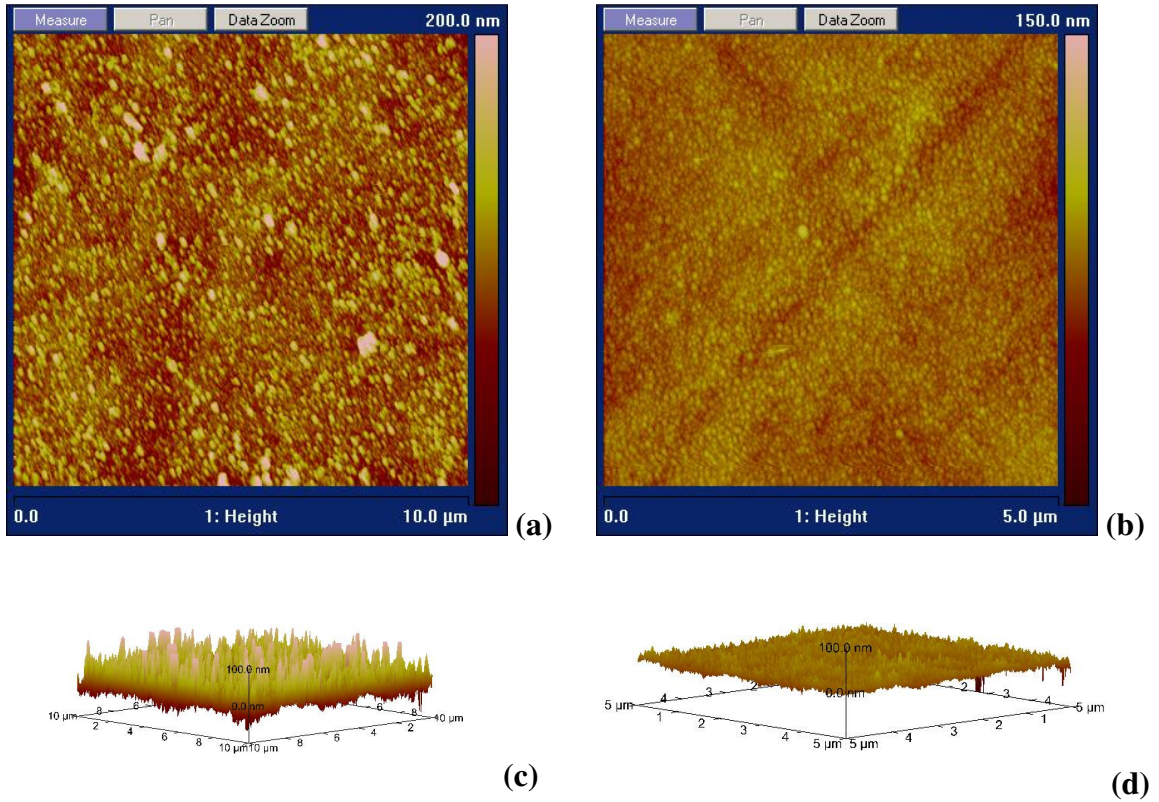 Measure Pan Data Zoom 200.0 nm
0.0 1: Height 10.0 µm
(a)
Measure Pan Data Zoom 150.0 nm
0.0 1: Height 5.0 µm
(b)
100.0 nm
0.0 nm
10 µm 8 6 6 8 10 µm
2 4 6 8 10 µm 10 µm 8 6 4 2
(c)
100.0 nm
0.0 nm
5 µm 4 3 2 2 3 4 5 µm
1 2 3 4 5 µm 5 µm 4 3 2 1
(d)